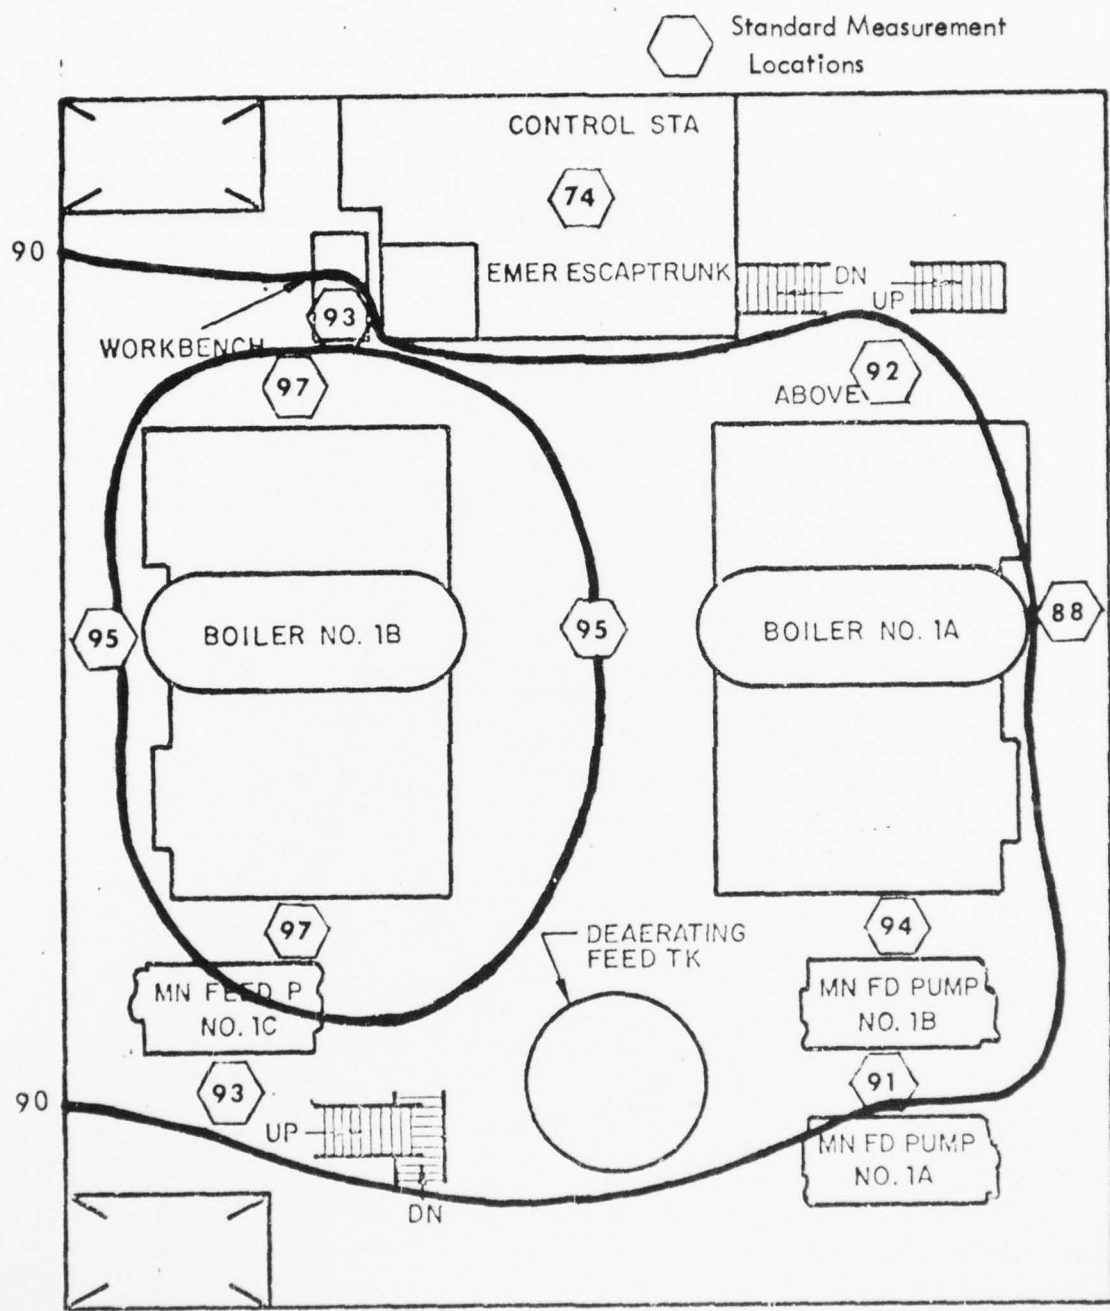 Standard Measurement
Locations
CONTROL STA
74
90
EMER ESCAPTRUNK
DN
UP
93
WORKBENCH
97
92
ABOVE
95
BOILER NO. 1B
95
BOILER NO. 1A
88
97
94
DEAERATING
FEED TK
MN FEED P
NO. 1C
MN FD PUMP
NO. 1B
93
91
90
UP
MN FD PUMP
NO. 1A
DN